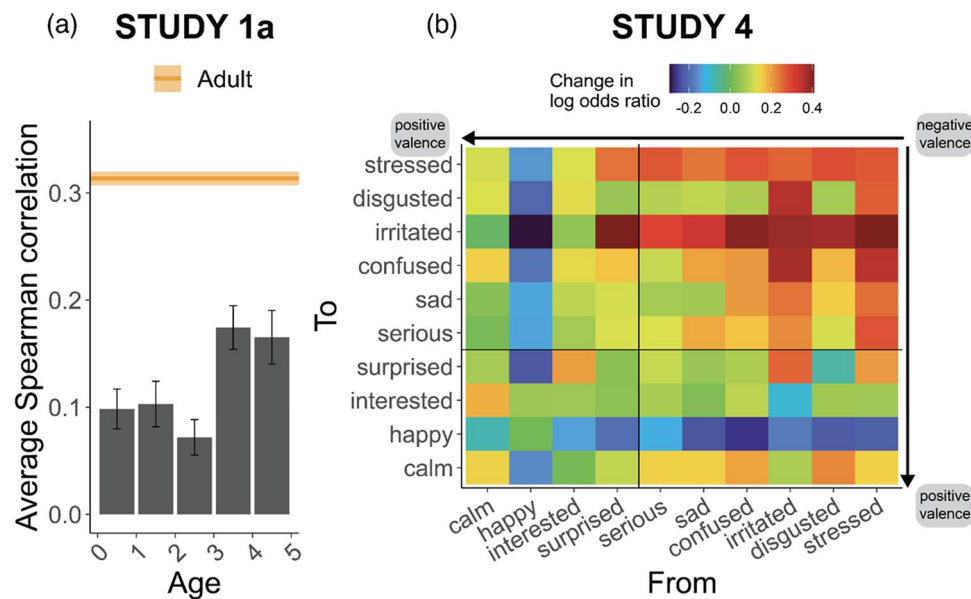 (a) STUDY 1a
Adult
Average Spearman correlation
0.3
0.2
0.1
0.0
0 1 2 3 4 5
Age
(b) STUDY 4
Change in
log odds ratio
-0.2 0.0 0.2 0.4
positive
valence
negative
valence
To
stressed
disgusted
irritated
confused
sad
serious
surprised
interested
happy
calm
positive
valence
calm happy interested surprised serious sad confused irritated disgusted stressed
From